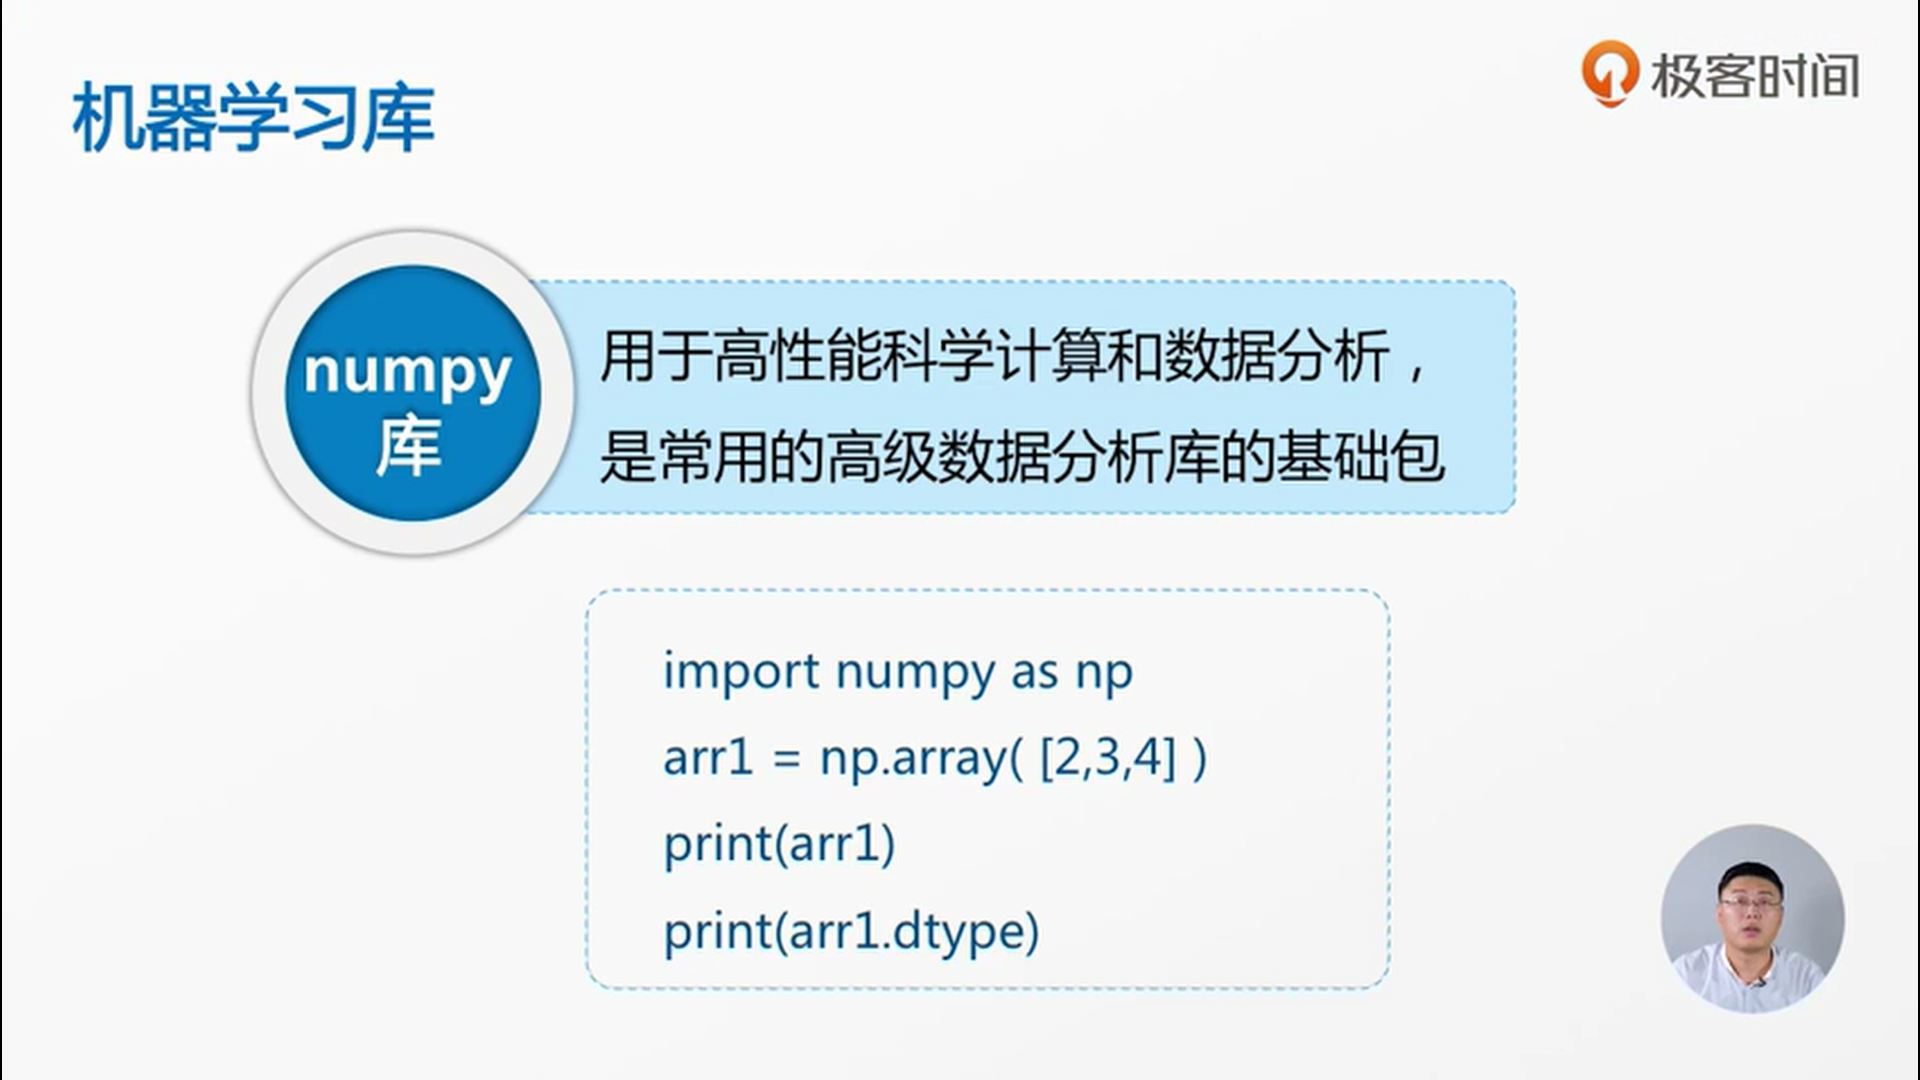 极客时间
机器学习库
numpy
库
用于高性能科学计算和数据分析，
是常用的高级数据分析库的基础包
import numpy as np
arr1 = np.array( [2,3,4] )
print(arr1)
print(arr1.dtype)